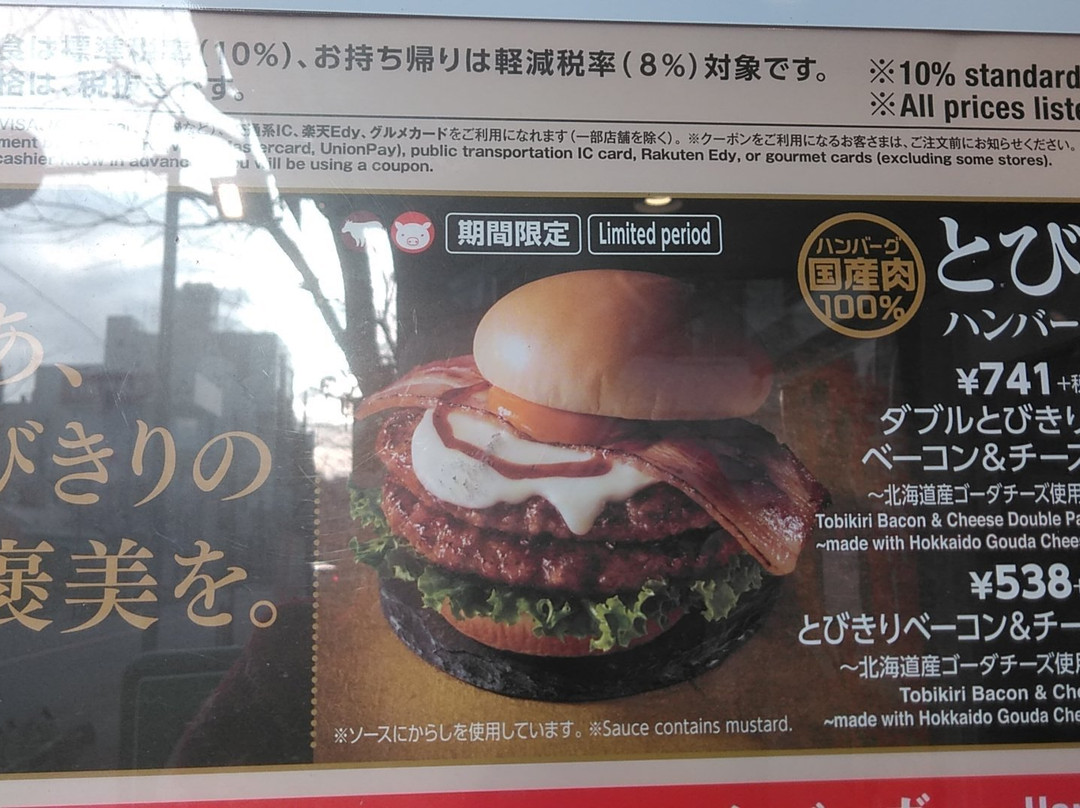 (10%)、お持ち帰りは軽減税率(8%)対象です。
※10% standard
※All prices liste
系IC、楽天Edy、グルメカードをご利用になれます(一部店舗を除く)。※クーポンをご利用になるお客さまは、ご注文前にお知らせください。
UnionPay), public transportation IC card, Rakuten Edy, or gourmet cards (excluding some stores).
will be using a coupon.
期間限定
Limited period
ハンバーグ
国産肉
100%
とび
ハンバー
¥741+税
ダブルとびきり
ベーコン&チーズ
~北海道産ゴーダチーズ使用
Tobikiri Bacon & Cheese Double Pa
~made with Hokkaido Gouda Chee
¥538+
とびきりベーコン&チー
~北海道産ゴーダチーズ使用
Tobikiri Bacon & Che
~made with Hokkaido Gouda Che
あ、
びきりの
褒美を。
※ソースにからしを使用しています。 ※Sauce contains mustard.